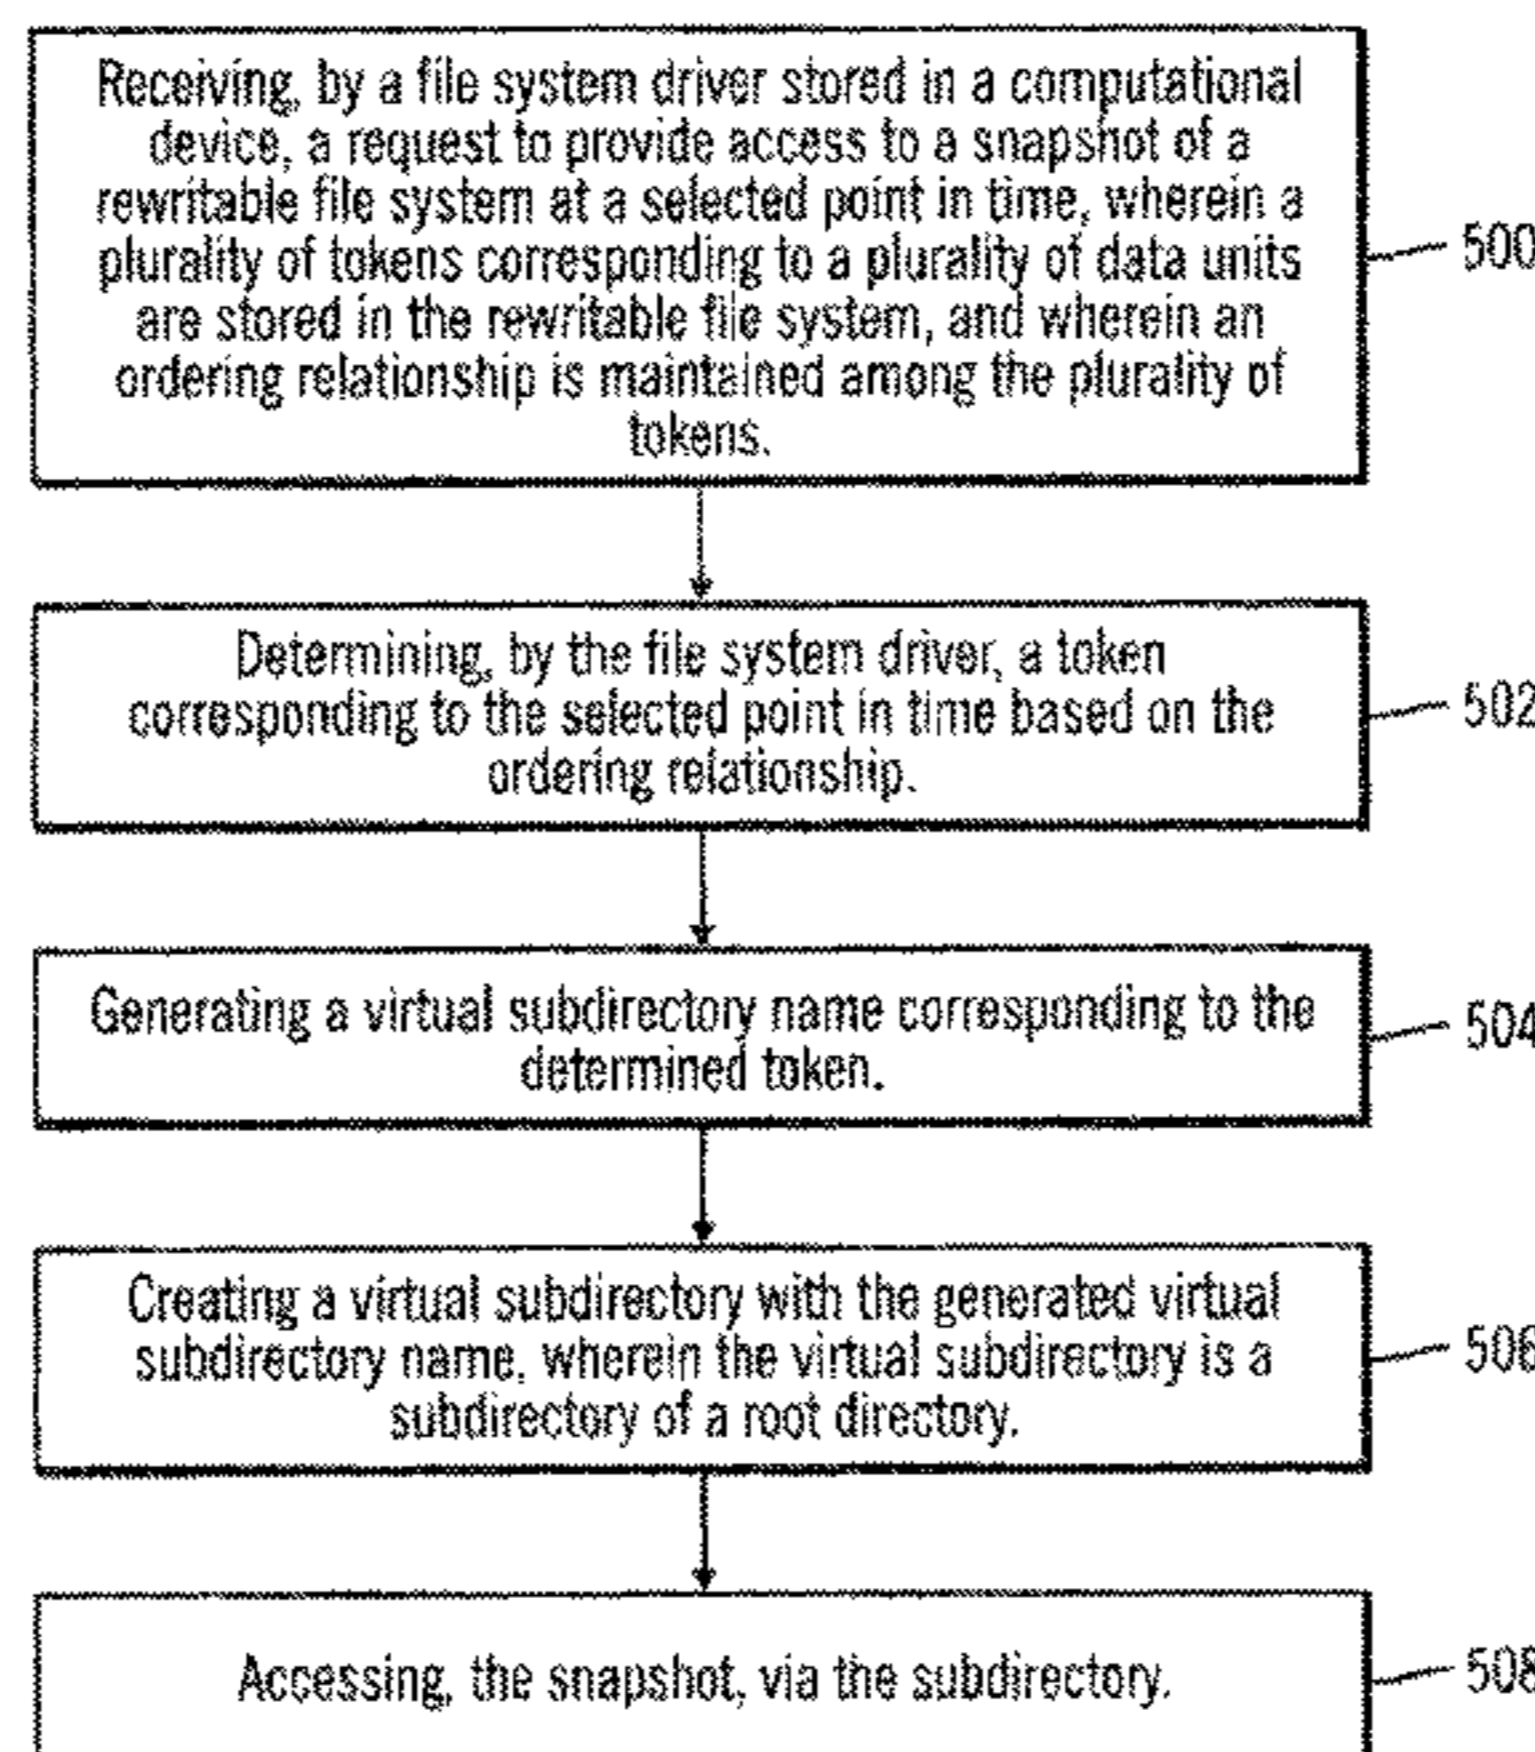 Receiving, by a file system driver stored in a computational
device, a request to provide access to a snapshot of a
rewritable file system at a selected point in time, wherein a
plurality of tokens corresponding to a plurality of data units
are stored in the rewritable file system, and wherein an
ordering relationship is maintained among the plurality of
tokens.
500
Determining, by the file system driver, a token
corresponding to the selected point in time based on the
ordering relationship.
502
Generating a virtual subdirectory name corresponding to the
determined token.
504
Creating a virtual subdirectory with the generated virtual
subdirectory name, wherein the virtual subdirectory is a
subdirectory of a root directory.
506
Accessing, the snapshot, via the subdirectory.
508